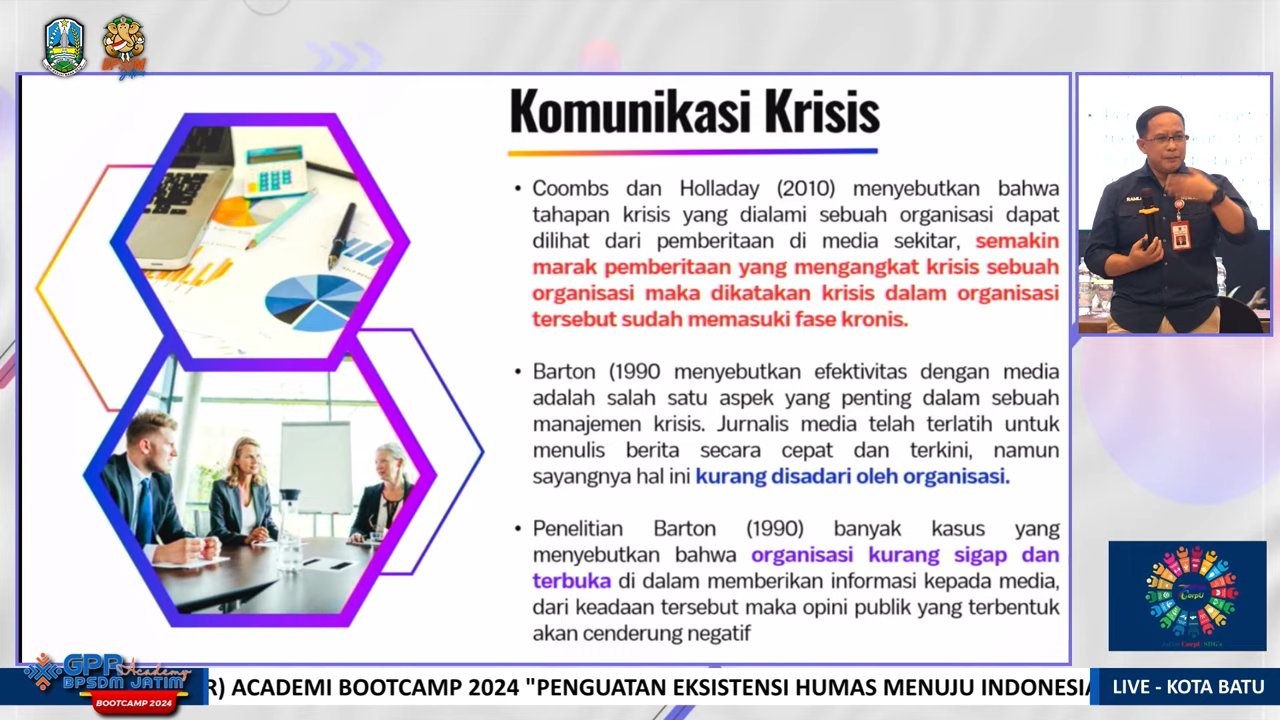 BPSDM
Jatim
Komunikasi Krisis
• Coombs dan Holladay (2010) menyebutkan bahwa
tahapan krisis yang dialami sebuah organisasi dapat
dilihat dari pemberitaan di media sekitar, semakin
marak pemberitaan yang mengangkat krisis sebuah
organisasi maka dikatakan krisis dalam organisasi
tersebut sudah memasuki fase kronis.
• Barton (1990 menyebutkan efektivitas dengan media
adalah salah satu aspek yang penting dalam sebuah
manajemen krisis. Jurnalis media telah terlatih untuk
menulis berita secara cepat dan terkini, namun
sayangnya hal ini kurang disadari oleh organisasi.
• Penelitian Barton (1990) banyak kasus yang
menyebutkan bahwa organisasi kurang sigap dan
terbuka di dalam memberikan informasi kepada media,
dari keadaan tersebut maka opini publik yang terbentuk
akan cenderung negatif
CorpU
GPR Academy
BPSDM JATIM
BOOTCAMP 2024
R) ACADEMI BOOTCAMP 2024 "PENGUATAN EKSISTENSI HUMAS MENUJU INDONESIA
LIVE - KOTA BATU